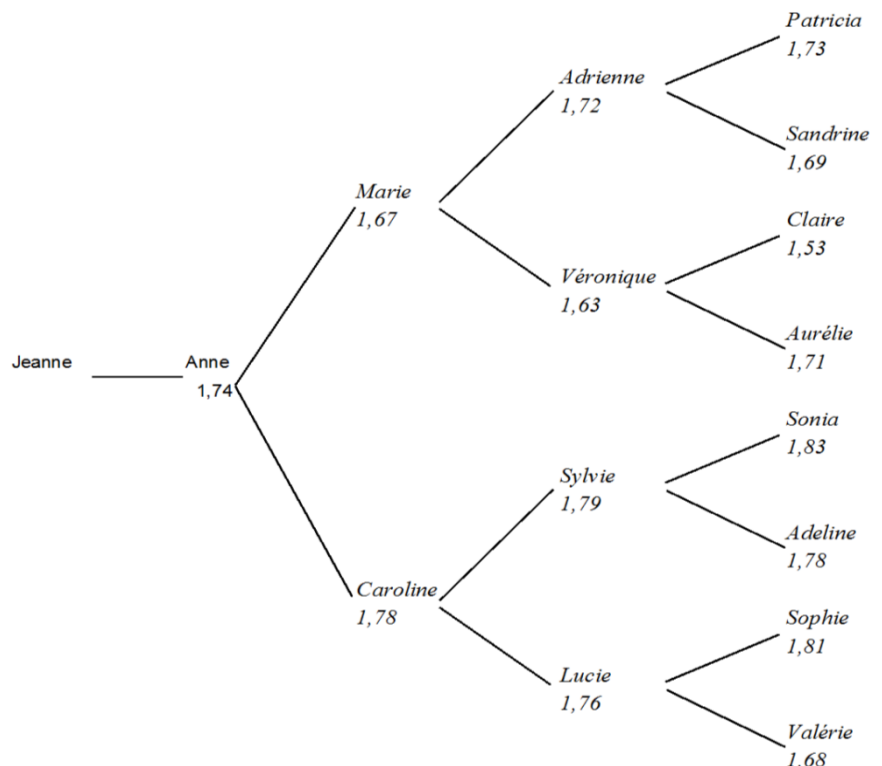 Patricia
1,73
Adrienne
1,72
Sandrine
1,69
Marie
1,67
Claire
1,53
Véronique
1,63
Aurélie
1,71
Jeanne
Anne
1,74
Sonia
1,83
Sylvie
1,79
Adeline
1,78
Caroline
1,78
Sophie
1,81
Lucie
1,76
Valérie
1,68